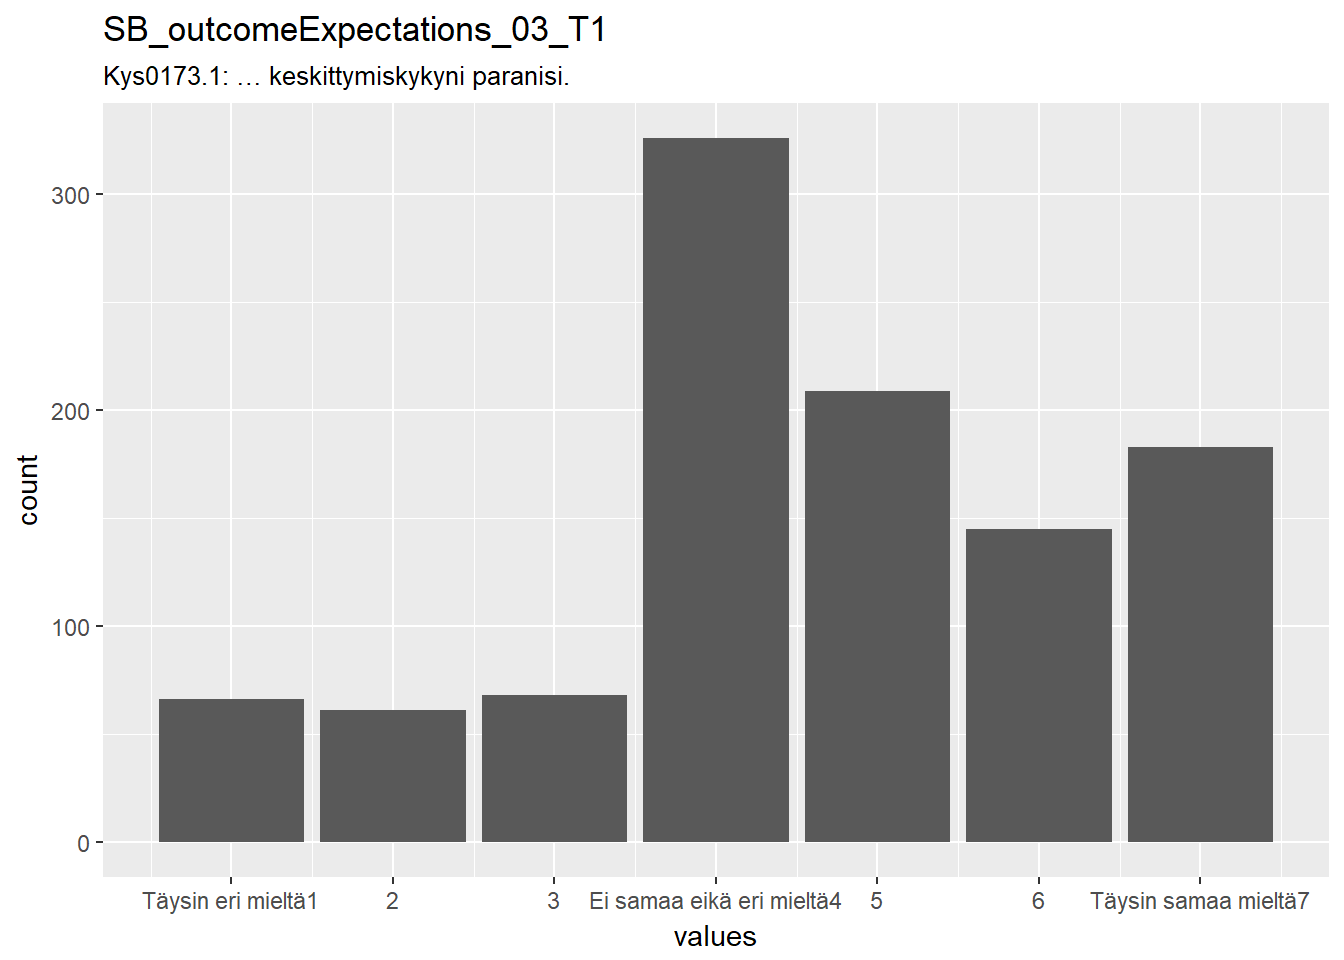 SB_outcomeExpectations_03_T1
Kys0173.1: … keskittymiskykyni paranisi.
300
200
100
0
count
Täysin eri mieltä1 2 3 Ei samaa eikä eri mieltä4 5 6 Täysin samaa mieltä7
values